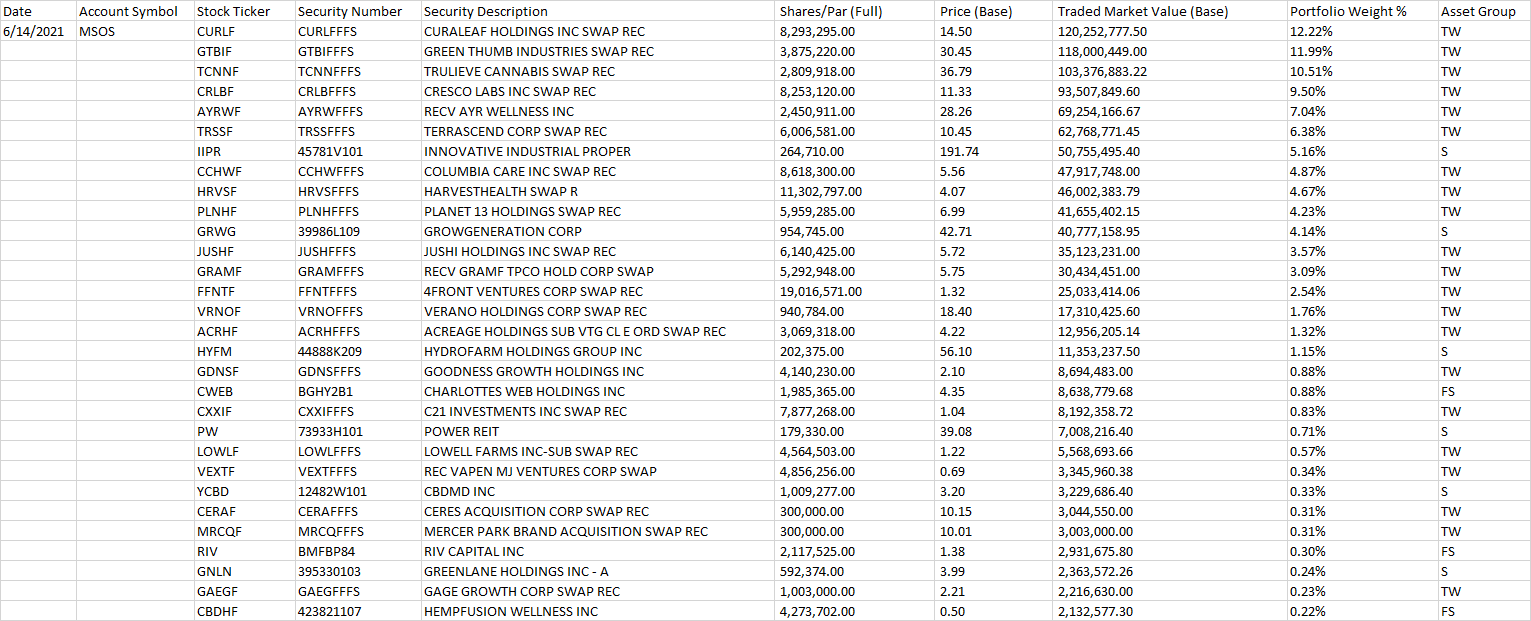 Date Account Symbol Stock Ticker Security Number Security Description Shares/Par (Full) Price (Base) Traded Market Value (Base) Portfolio Weight % Asset Group
6/14/2021 MSOS CURLF CURLFFFS CURALEAF HOLDINGS INC SWAP REC 8,293,295.00 14.50 120,252,777.50 12.22% TW
GTBIF GTBIFFFS GREEN THUMB INDUSTRIES SWAP REC 3,875,220.00 30.45 118,000,449.00 11.99% TW
TCNNF TCNNFFFS TRULIEVE CANNABIS SWAP REC 2,809,918.00 36.79 103,376,883.22 10.51% TW
CRLBF CRLBFFFS CRESCO LABS INC SWAP REC 8,253,120.00 11.33 93,507,849.60 9.50% TW
AYRWF AYRWFFFS RECV AYR WELLNESS INC 2,450,911.00 28.26 69,254,166.67 7.04% TW
TRSSF TRSSFFFS TERRASCEND CORP SWAP REC 6,006,581.00 10.45 62,768,771.45 6.38% TW
IIPR 45781V101 INNOVATIVE INDUSTRIAL PROPER 264,710.00 191.74 50,755,495.40 5.16% S
CCHWF CCHWFFFS COLUMBIA CARE INC SWAP REC 8,618,300.00 5.56 47,917,748.00 4.87% TW
HRVSF HRVSFFFS HARVESTHEALTH SWAP R 11,302,797.00 4.07 46,002,383.79 4.67% TW
PLNHF PLNHFFFS PLANET 13 HOLDINGS SWAP REC 5,959,285.00 6.99 41,655,402.15 4.23% TW
GRWG 39986L109 GROWGENERATION CORP 954,745.00 42.71 40,777,158.95 4.14% S
JUSHF JUSHFFFS JUSHI HOLDINGS INC SWAP REC 6,140,425.00 5.72 35,123,231.00 3.57% TW
GRAMF GRAMFFFS RECV GRAMF TPCO HOLD CORP SWAP 5,292,948.00 5.75 30,434,451.00 3.09% TW
FFNTF FFNTFFFS 4FRONT VENTURES CORP SWAP REC 19,016,571.00 1.32 25,033,414.06 2.54% TW
VRNOF VRNOFFFS VERANO HOLDINGS CORP SWAP REC 940,784.00 18.40 17,310,425.60 1.76% TW
ACRHF ACRHFFFS ACREAGE HOLDINGS SUB VTG CL E ORD SWAP REC 3,069,318.00 4.22 12,956,205.14 1.32% TW
HYFM 44888K209 HYDROFARM HOLDINGS GROUP INC 202,375.00 56.10 11,353,237.50 1.15% S
GDNSF GDNSFFFS GOODNESS GROWTH HOLDINGS INC 4,140,230.00 2.10 8,694,483.00 0.88% TW
CWEB BGHY2B1 CHARLOTTES WEB HOLDINGS INC 1,985,365.00 4.35 8,638,779.68 0.88% FS
CXXIF CXXIFFFS C21 INVESTMENTS INC SWAP REC 7,877,268.00 1.04 8,192,358.72 0.83% TW
PW 73933H101 POWER REIT 179,330.00 39.08 7,008,216.40 0.71% S
LOWLF LOWLFFFS LOWELL FARMS INC-SUB SWAP REC 4,564,503.00 1.22 5,568,693.66 0.57% TW
VEXTF VEXTFFFS REC VAPEN MJ VENTURES CORP SWAP 4,856,256.00 0.69 3,345,960.38 0.34% TW
YCBD 12482W101 CBDMD INC 1,009,277.00 3.20 3,229,686.40 0.33% S
CERAF CERAFFFS CERES ACQUISITION CORP SWAP REC 300,000.00 10.15 3,044,550.00 0.31% TW
MRCQF MRCQFFFS MERCER PARK BRAND ACQUISITION SWAP REC 300,000.00 10.01 3,003,000.00 0.31% TW
RIV BMFBP84 RIV CAPITAL INC 2,117,525.00 1.38 2,931,675.80 0.30% FS
GNLN 395330103 GREENLANE HOLDINGS INC - A 592,374.00 3.99 2,363,572.26 0.24% S
GAEGF GAEGFFFS GAGE GROWTH CORP SWAP REC 1,003,000.00 2.21 2,216,630.00 0.23% TW
CBDHF 423821107 HEMPFUSION WELLNESS INC 4,273,702.00 0.50 2,132,577.30 0.22% FS